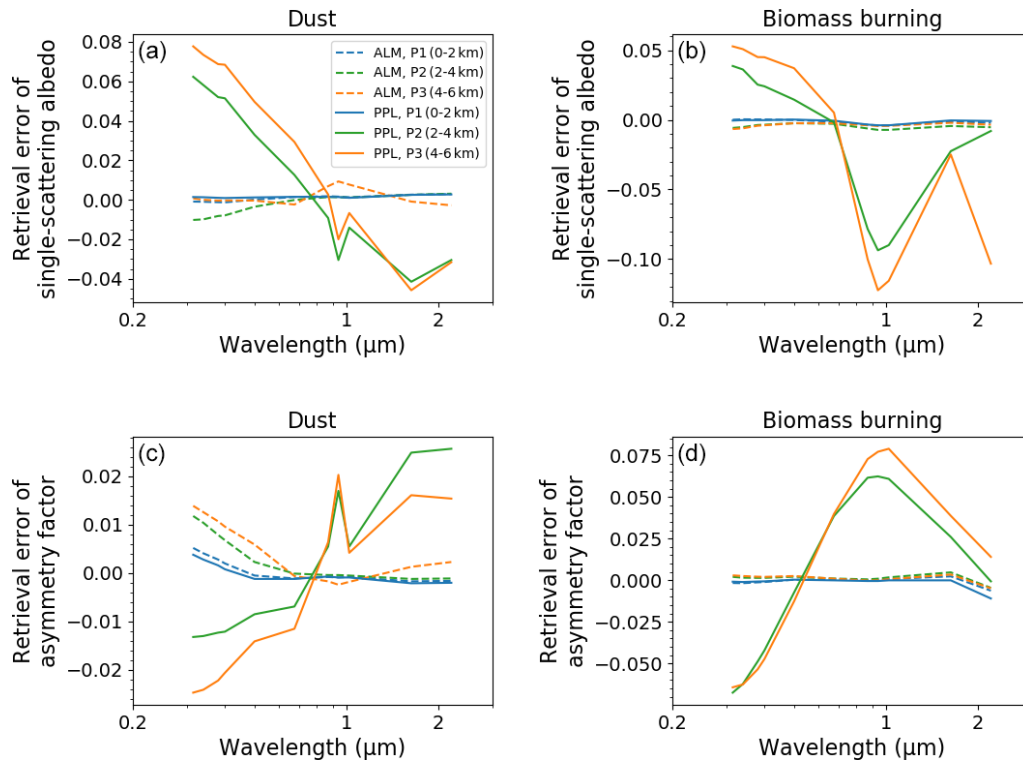 Dust
(a)
ALM, P1 (0-2 km)
ALM, P2 (2-4 km)
ALM, P3 (4-6 km)
PPL, P1 (0-2 km)
PPL, P2 (2-4 km)
PPL, P3 (4-6 km)
0.08
0.06
0.04
0.02
0.00
−0.02
−0.04
Retrieval error of
single-scattering albedo
0.2
1
2
Wavelength (μm)
Biomass burning
(b)
0.05
0.00
−0.05
−0.10
Retrieval error of
single-scattering albedo
0.2
1
2
Wavelength (μm)
Dust
(c)
0.02
0.01
0.00
−0.01
−0.02
Retrieval error of
asymmetry factor
0.2
1
2
Wavelength (μm)
Biomass burning
(d)
0.075
0.050
0.025
0.000
−0.025
−0.050
Retrieval error of
asymmetry factor
0.2
1
2
Wavelength (μm)